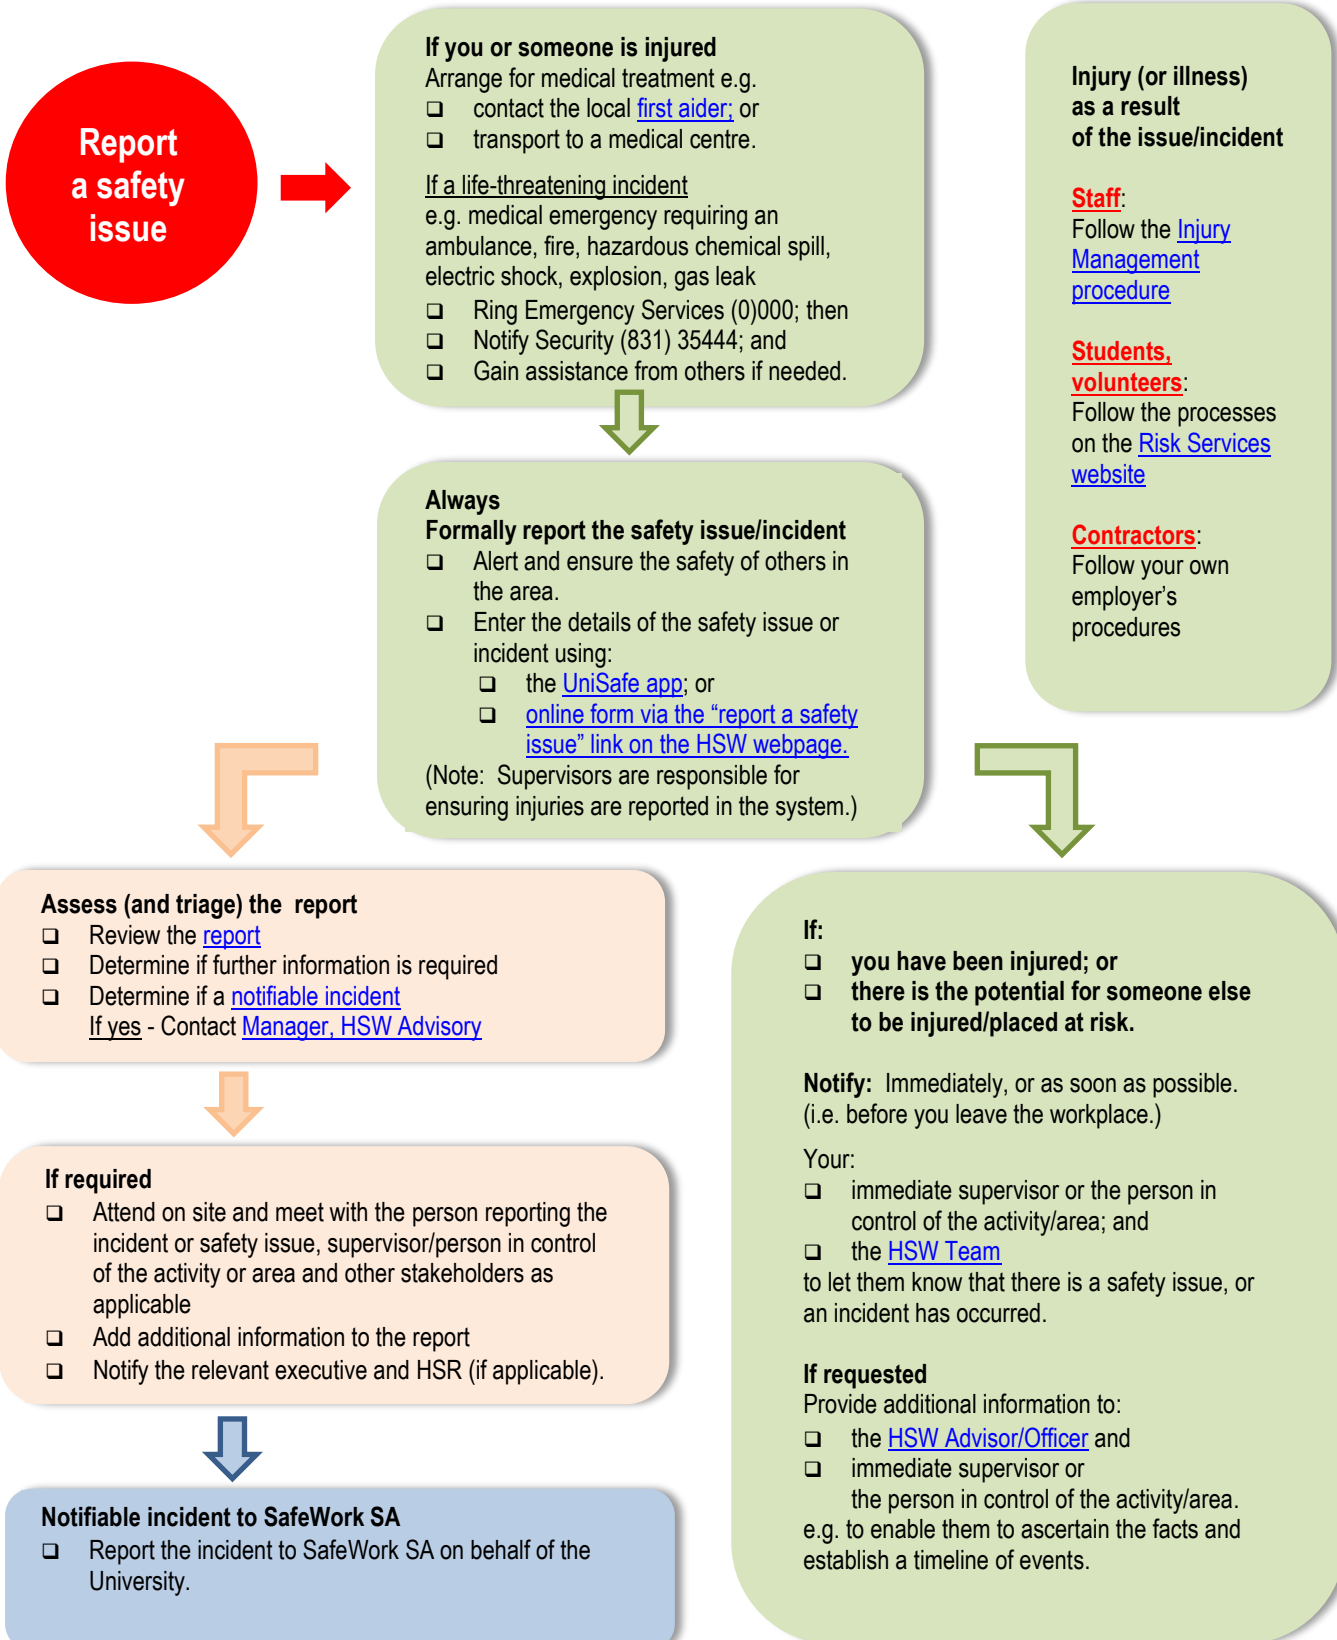 Report
a safety
issue
If you or someone is injured
Arrange for medical treatment e.g.
❑ contact the local first aider; or
❑ transport to a medical centre.
If a life-threatening incident
e.g. medical emergency requiring an
ambulance, fire, hazardous chemical spill,
electric shock, explosion, gas leak
❑ Ring Emergency Services (0)000; then
❑ Notify Security (831) 35444; and
❑ Gain assistance from others if needed.
Injury (or illness)
as a result
of the issue/incident
Staff:
Follow the Injury
Management
procedure
Students,
volunteers:
Follow the processes
on the Risk Services
website
Contractors:
Follow your own
employer’s
procedures
Always
Formally report the safety issue/incident
❑ Alert and ensure the safety of others in
the area.
❑ Enter the details of the safety issue or
incident using:
❑ the UniSafe app; or
❑ online form via the “report a safety
issue” link on the HSW webpage.
(Note: Supervisors are responsible for
ensuring injuries are reported in the system.)
Assess (and triage) the report
❑ Review the report
❑ Determine if further information is required
❑ Determine if a notifiable incident
If yes - Contact Manager, HSW Advisory
If required
❑ Attend on site and meet with the person reporting the
incident or safety issue, supervisor/person in control
of the activity or area and other stakeholders as
applicable
❑ Add additional information to the report
❑ Notify the relevant executive and HSR (if applicable).
Notifiable incident to SafeWork SA
❑ Report the incident to SafeWork SA on behalf of the
University.
If:
❑ you have been injured; or
❑ there is the potential for someone else
to be injured/placed at risk.
Notify: Immediately, or as soon as possible.
(i.e. before you leave the workplace.)
Your:
❑ immediate supervisor or the person in
control of the activity/area; and
❑ the HSW Team
to let them know that there is a safety issue, or
an incident has occurred.
If requested
Provide additional information to:
❑ the HSW Advisor/Officer and
❑ immediate supervisor or
the person in control of the activity/area.
e.g. to enable them to ascertain the facts and
establish a timeline of events.